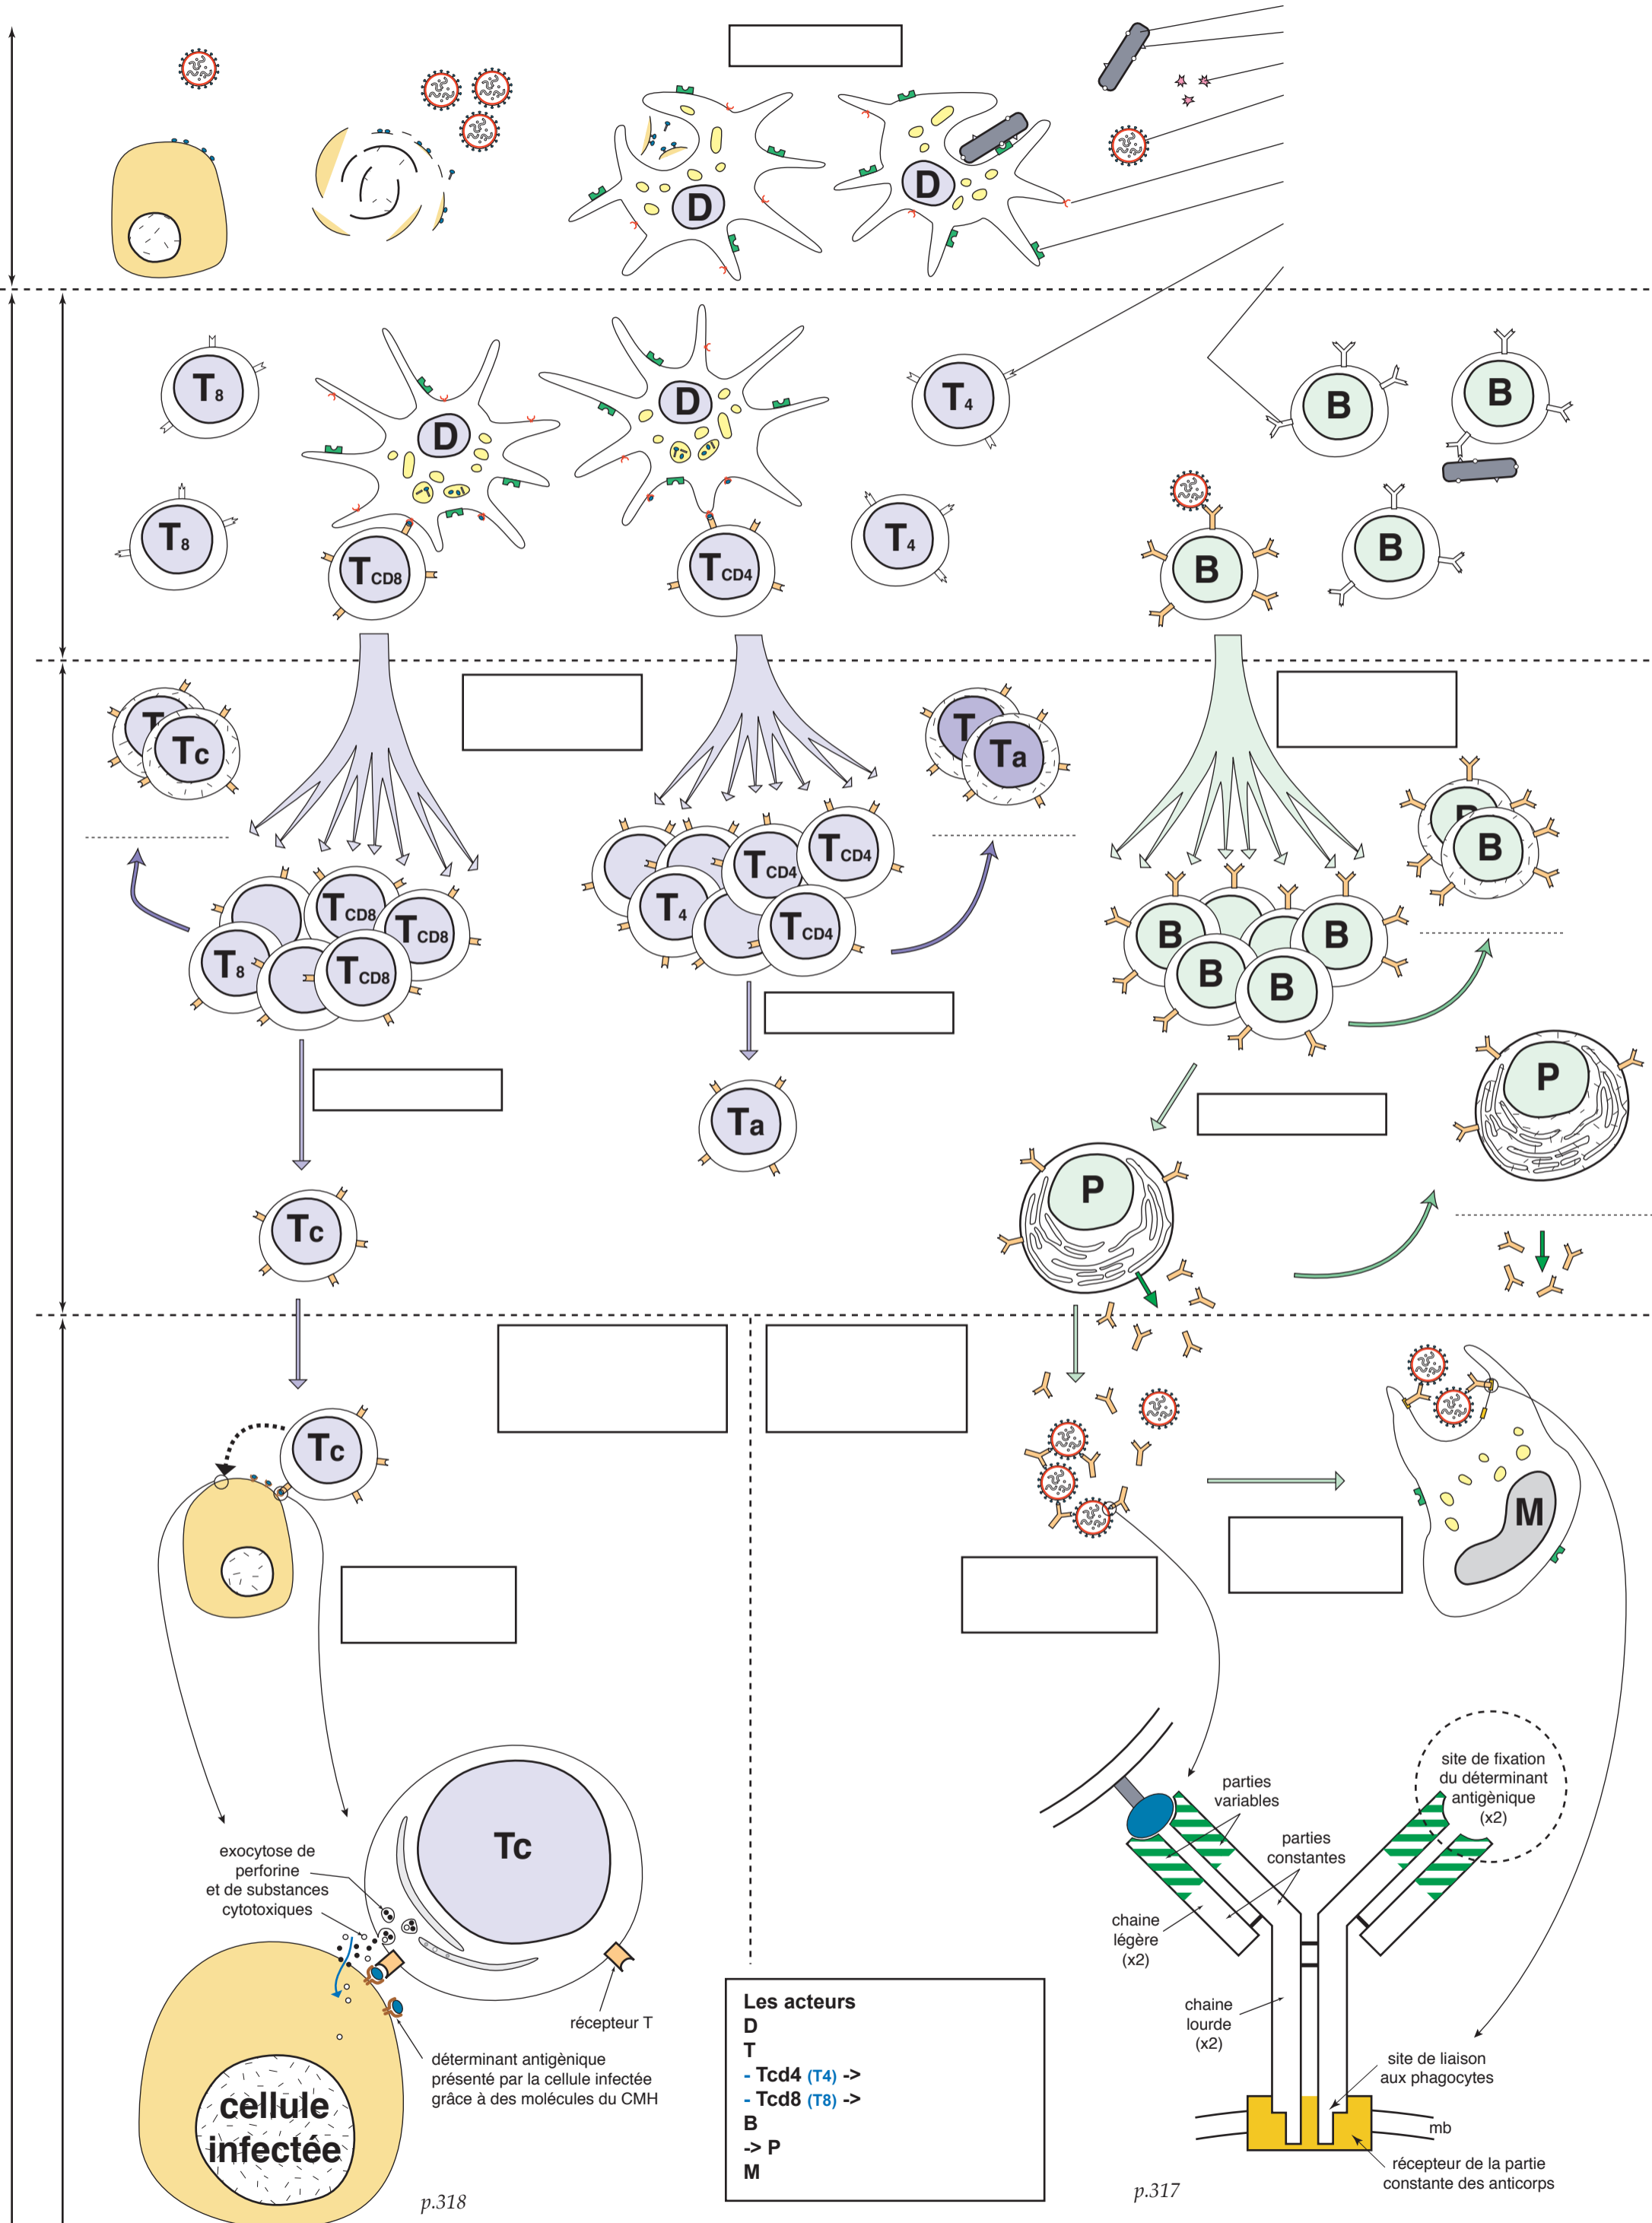 D
D
T8
D
D
T4
B
B
T8
TCD8
TCD4
T4
B
B
T
Tc
T
Ta
B
B
TCD8
TCD8
T8
TCD8
TCD4
TCD4
T4
TCD4
B
B
B
B
P
Ta
P
Tc
Tc
M
exocytose de
perforine
et de substances
cytotoxiques
Tc
récepteur T
déterminant antigènique
présenté par la cellule infectée
grâce à des molécules du CMH
cellule
infectée
p.318
Les acteurs
D
T
- Tcd4 (T4) ->
- Tcd8 (T8) ->
B
-> P
M
parties
variables
site de fixation
du déterminant
antigènique
(x2)
parties
constantes
chaine
légère
(x2)
chaine
lourde
(x2)
site de liaison
aux phagocytes
mb
récepteur de la partie
constante des anticorps
p.317